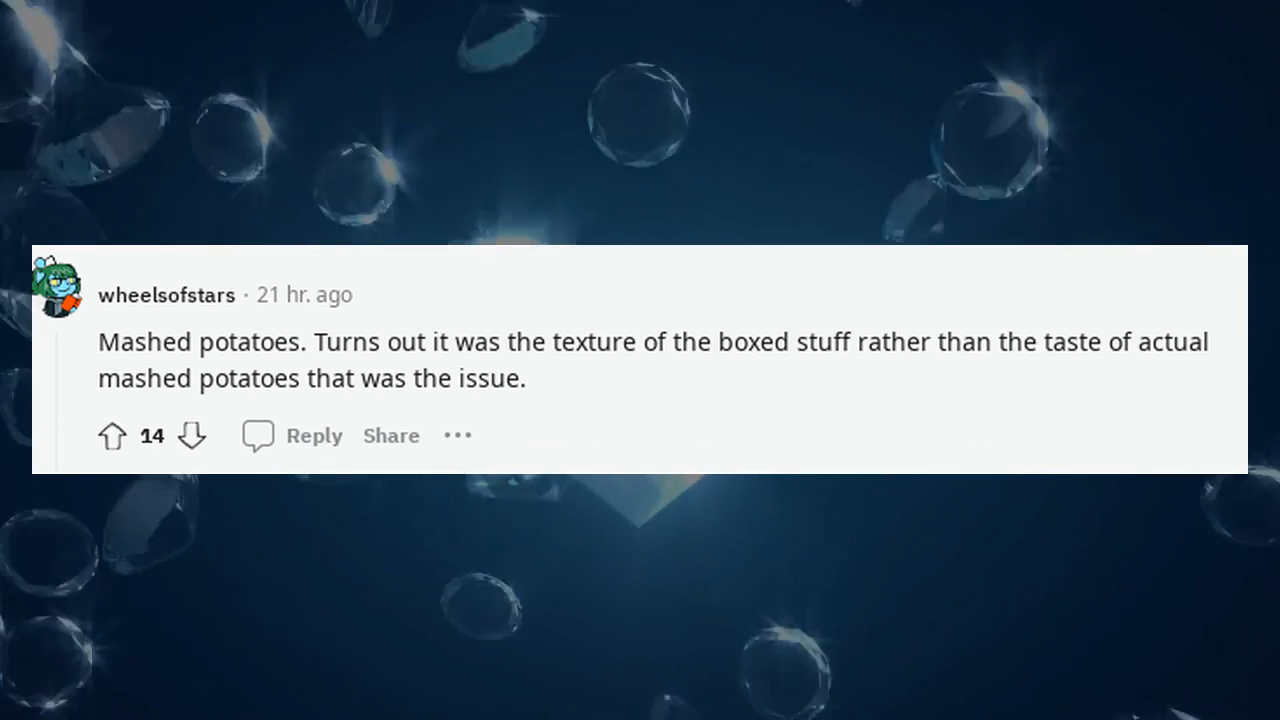 wheelsofstars · 21 hr. ago
Mashed potatoes. Turns out it was the texture of the boxed stuff rather than the taste of actual
mashed potatoes that was the issue.
14 Reply Share ···